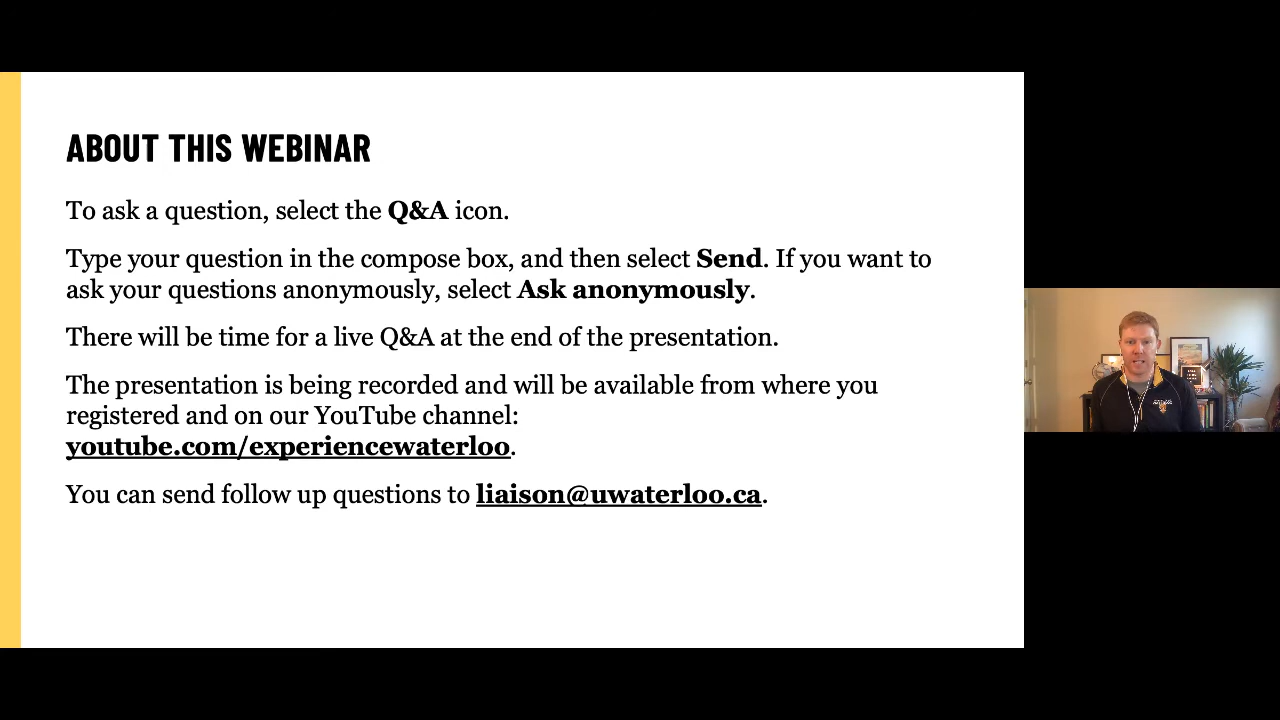 ABOUT THIS WEBINAR
To ask a question, select the Q&A icon.
Type your question in the compose box, and then select Send. If you want to
ask your questions anonymously, select Ask anonymously.
There will be time for a live Q&A at the end of the presentation.
The presentation is being recorded and will be available from where you
registered and on our YouTube channel:
youtube.com/experiencewaterloo.
You can send follow up questions to liaison@uwaterloo.ca.